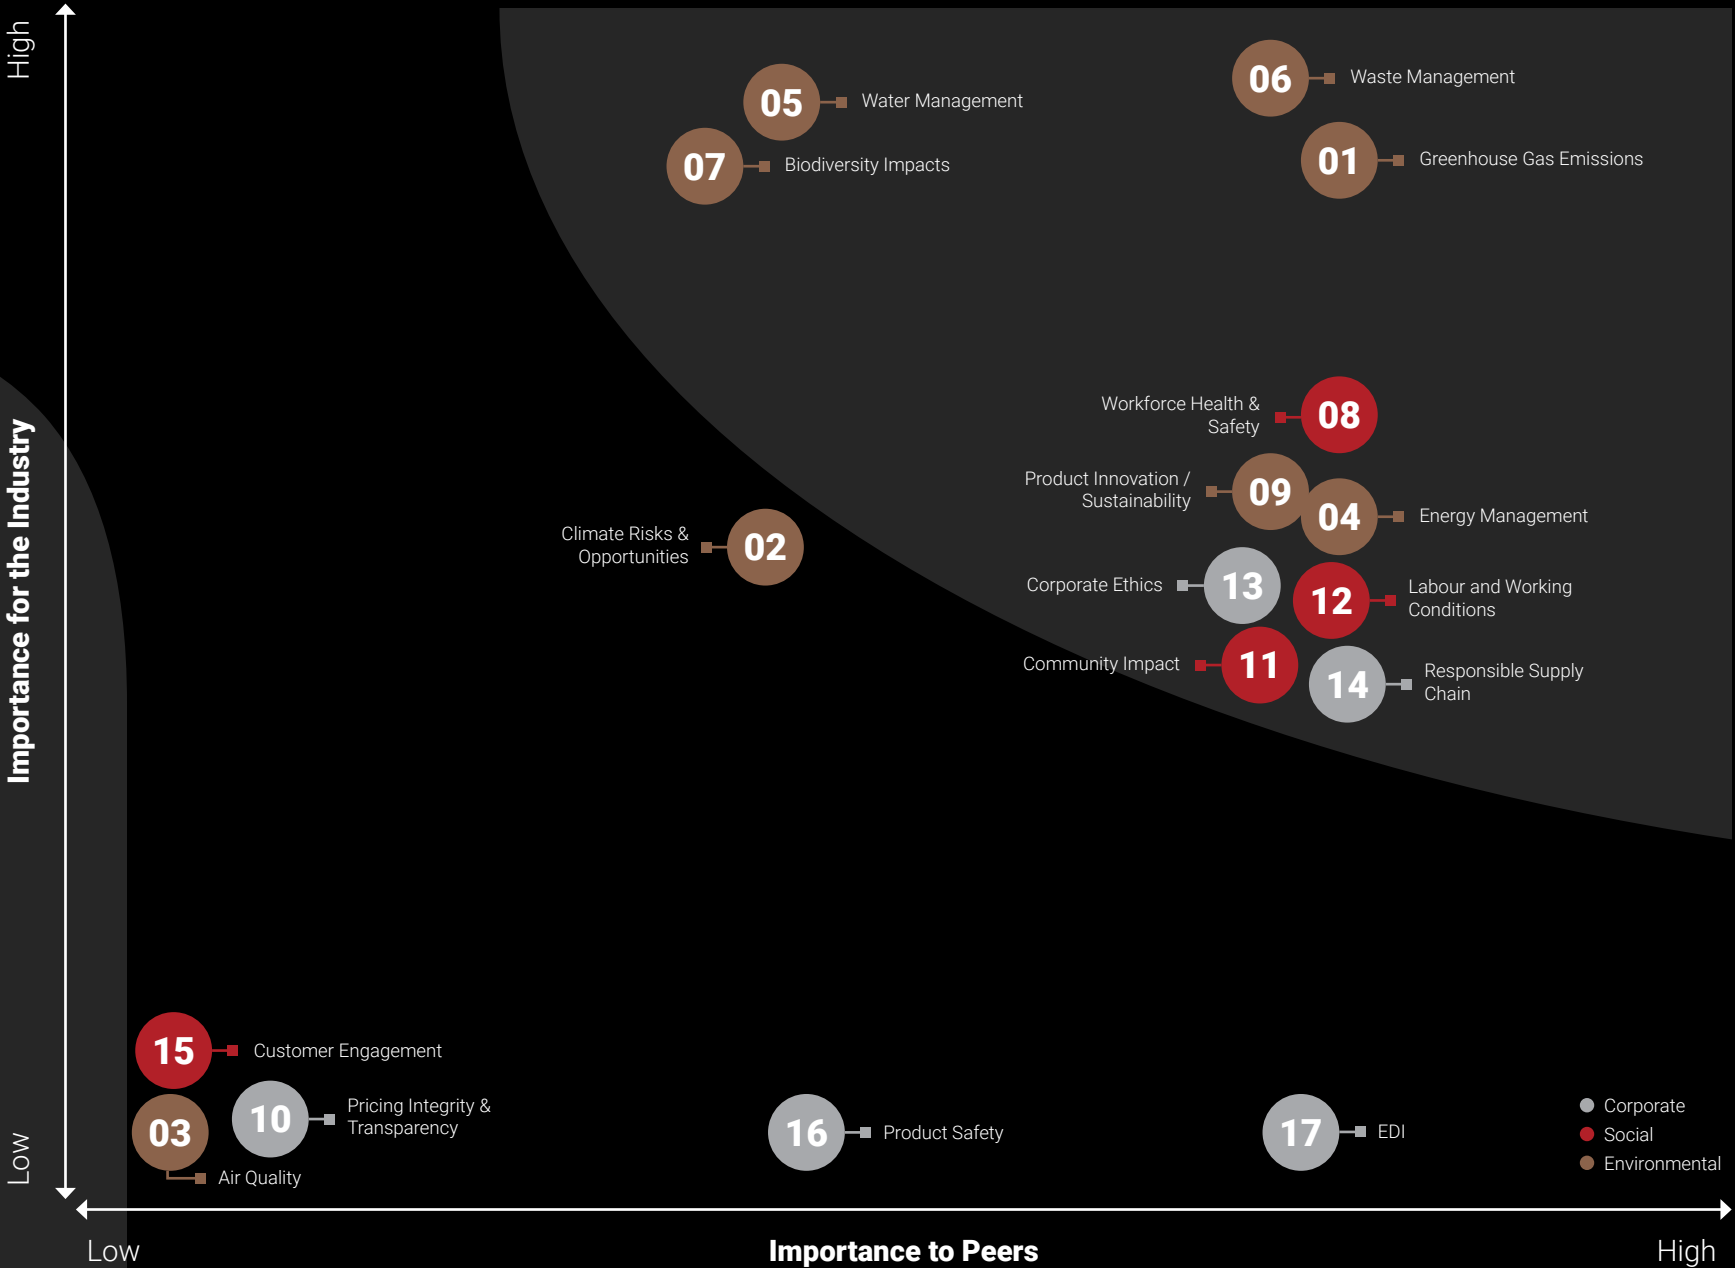 High
Importance for the Industry
Low
05
Water Management
07
Biodiversity Impacts
06
Waste Management
01
Greenhouse Gas Emissions
Workforce Health &
Safety
08
Product Innovation /
Sustainability
09
04
Energy Management
Climate Risks &
Opportunities
02
Corporate Ethics
13
12
Labour and Working
Conditions
Community Impact
11
14
Responsible Supply
Chain
15
Customer Engagement
10
Pricing Integrity &
Transparency
03
Air Quality
16
Product Safety
17
EDI
Corporate
Social
Environmental
Low
Importance to Peers
High